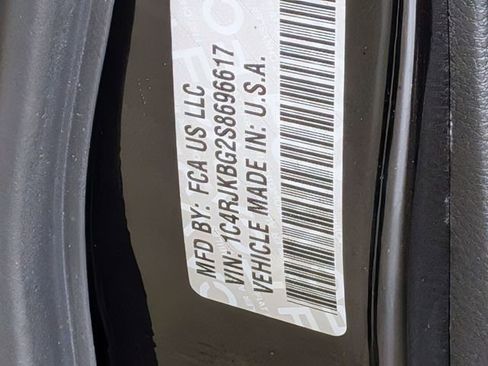 MFD BY: FCA US LLC
VIN: 1C4RJKBG2S8696617
VEHICLE MADE IN: U.S.A.